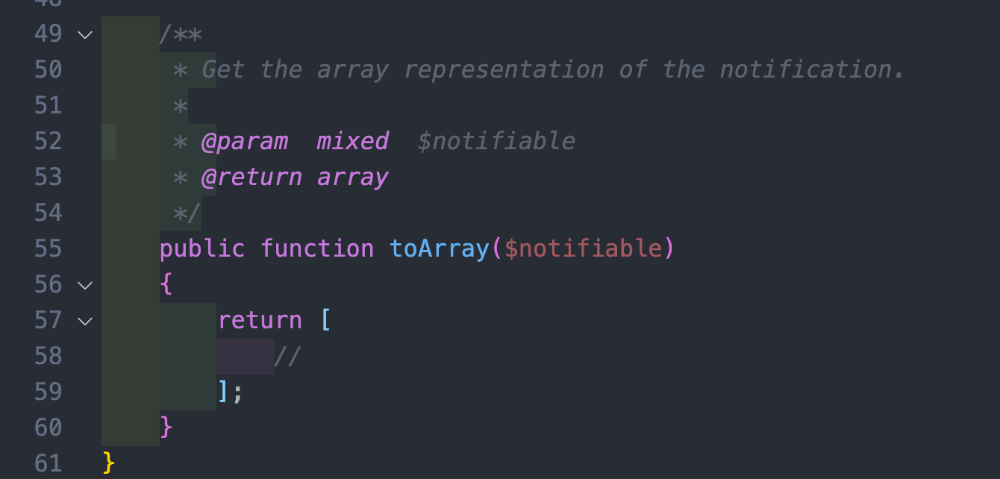 48
49 /**
50 * Get the array representation of the notification.
51 *
52 * @param  mixed  $notifiable
53 * @return array
54 */
55 public function toArray($notifiable)
56 {
57 return [
58 //
59 ];
60 }
61 }